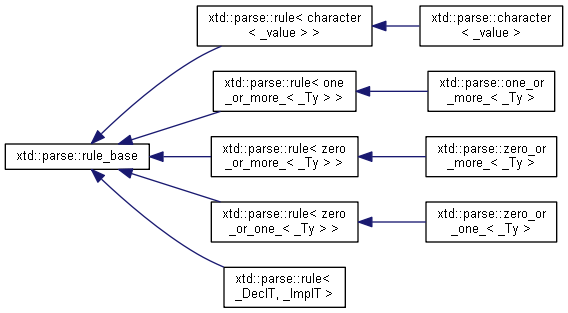 xtd::parse::rule< character
< _value > >
xtd::parse::character
< _value >
xtd::parse::rule< one
_or_more_< _Ty > >
xtd::parse::one_or
_more_< _Ty >
xtd::parse::rule_base
xtd::parse::rule< zero
_or_more_< _Ty > >
xtd::parse::zero_or
_more_< _Ty >
xtd::parse::rule< zero
_or_one_< _Ty > >
xtd::parse::zero_or
_one_< _Ty >
xtd::parse::rule<
_DecIT, _ImplT >